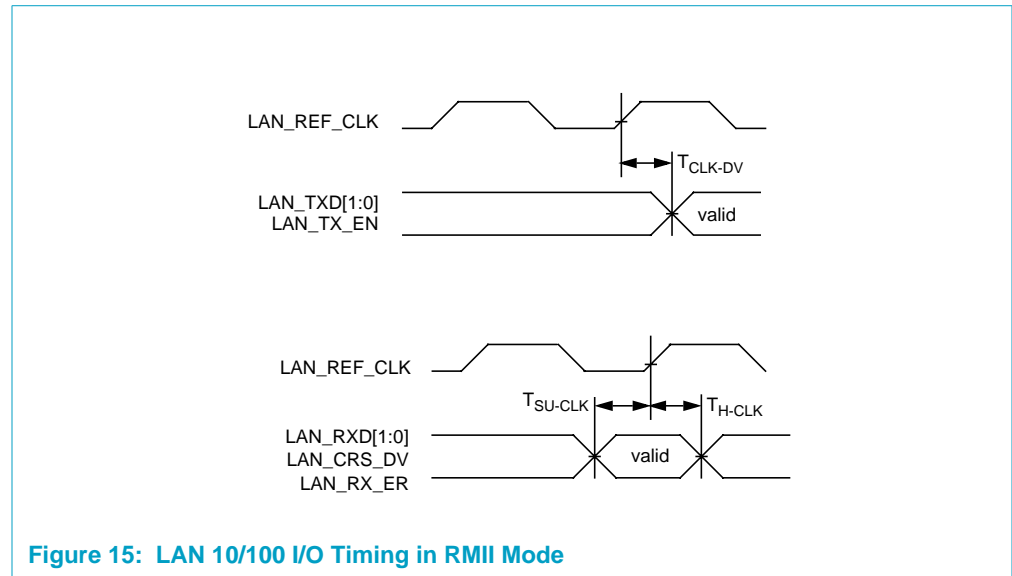 LAN_REF_CLK
TCLK-DV
LAN_TXD[1:0]
LAN_TX_EN
valid
LAN_REF_CLK
TSU-CLK
TH-CLK
LAN_RXD[1:0]
LAN_CRS_DV
LAN_RX_ER
valid
Figure 15: LAN 10/100 I/O Timing in RMII Mode